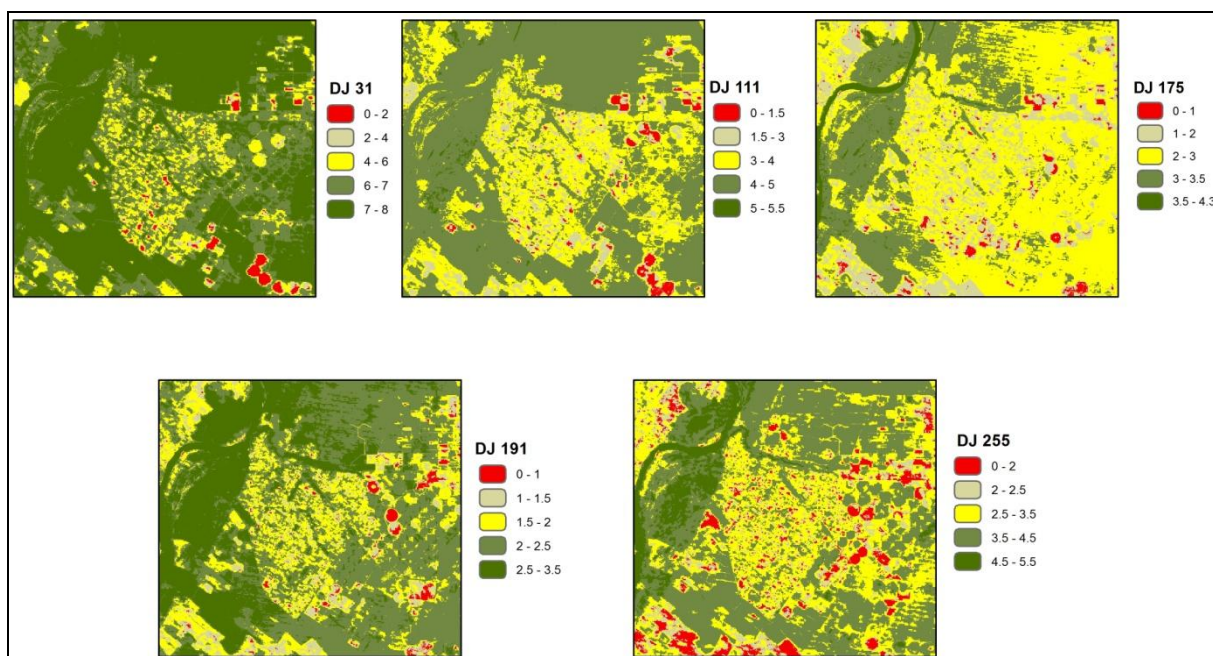 DJ 31
0 - 2
2 - 4
4 - 6
6 - 7
7 - 8
DJ 111
0 - 1.5
1.5 - 3
3 - 4
4 - 5
5 - 5.5
DJ 175
0 - 1
1 - 2
2 - 3
3 - 3.5
3.5 - 4.3
DJ 191
0 - 1
1 - 1.5
1.5 - 2
2 - 2.5
2.5 - 3.5
DJ 255
0 - 2
2 - 2.5
2.5 - 3.5
3.5 - 4.5
4.5 - 5.5